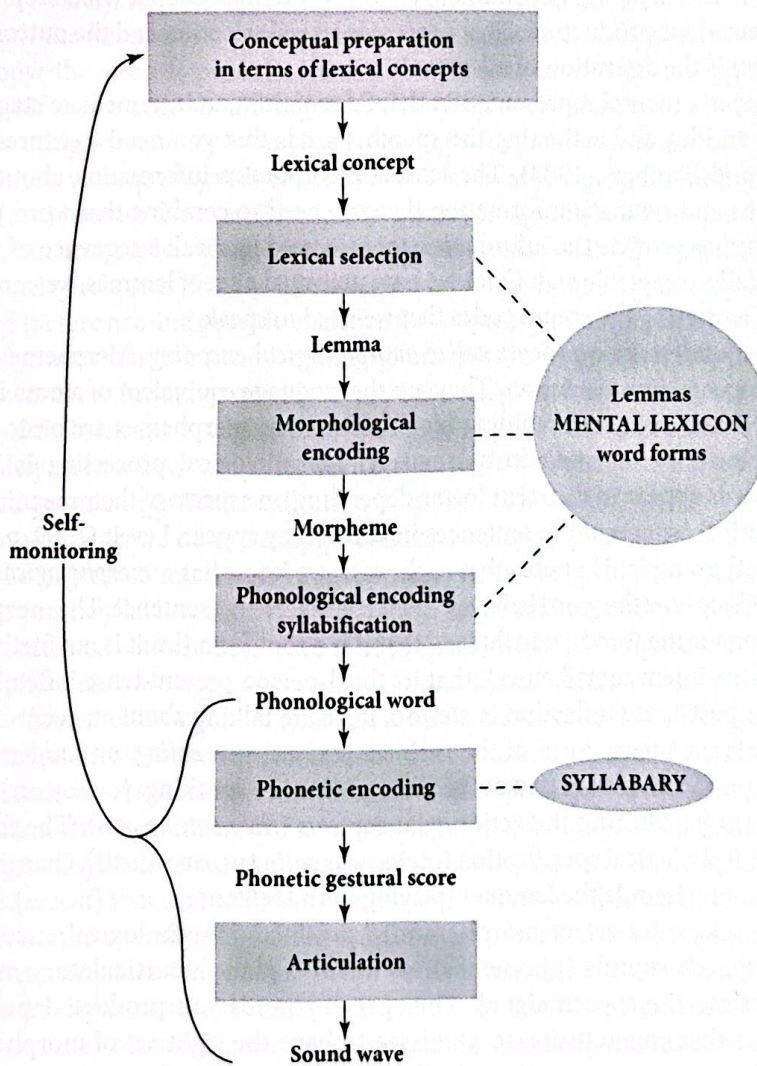 Conceptual preparation
in terms of lexical concepts
Lexical concept
Lexical selection
Lemma
Lemmas
MENTAL LEXICON
word forms
Morphological
encoding
Self-
monitoring
Morpheme
Phonological encoding
syllabification
Phonological word
Phonetic encoding
SYLLABARY
Phonetic gestural score
Articulation
Sound wave